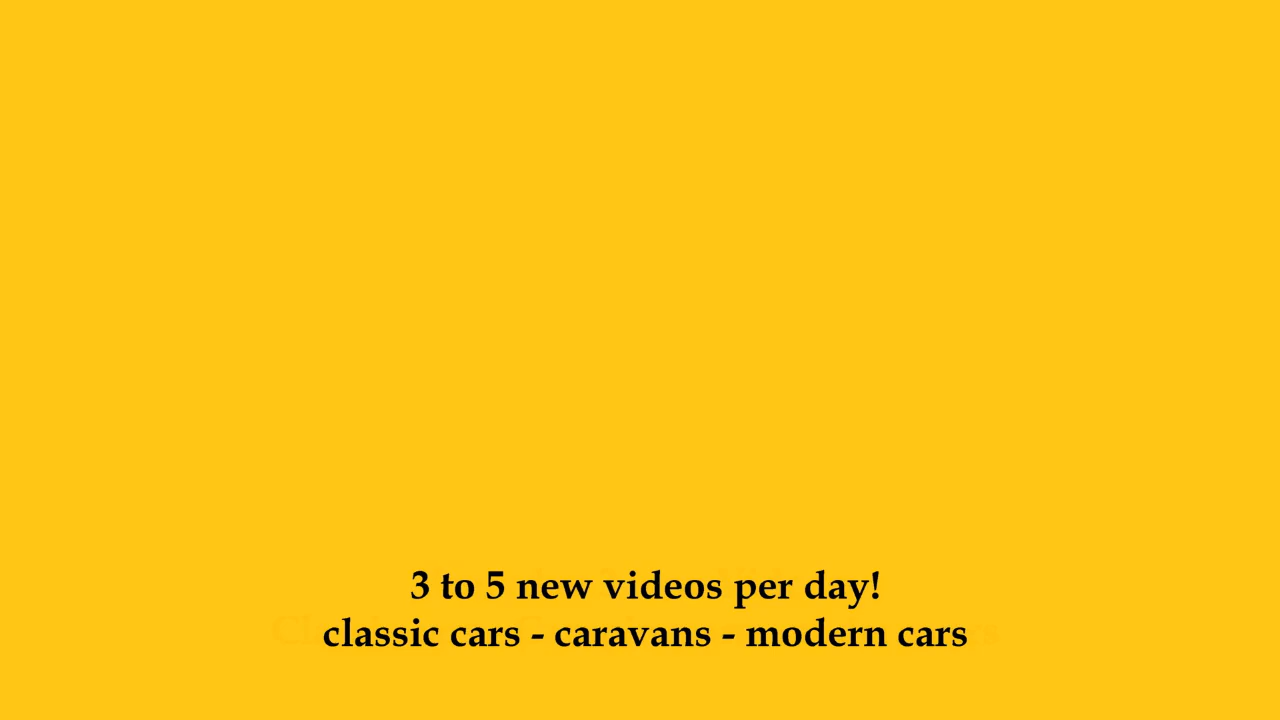 3 to 5 new videos per day!
classic cars - caravans - modern cars